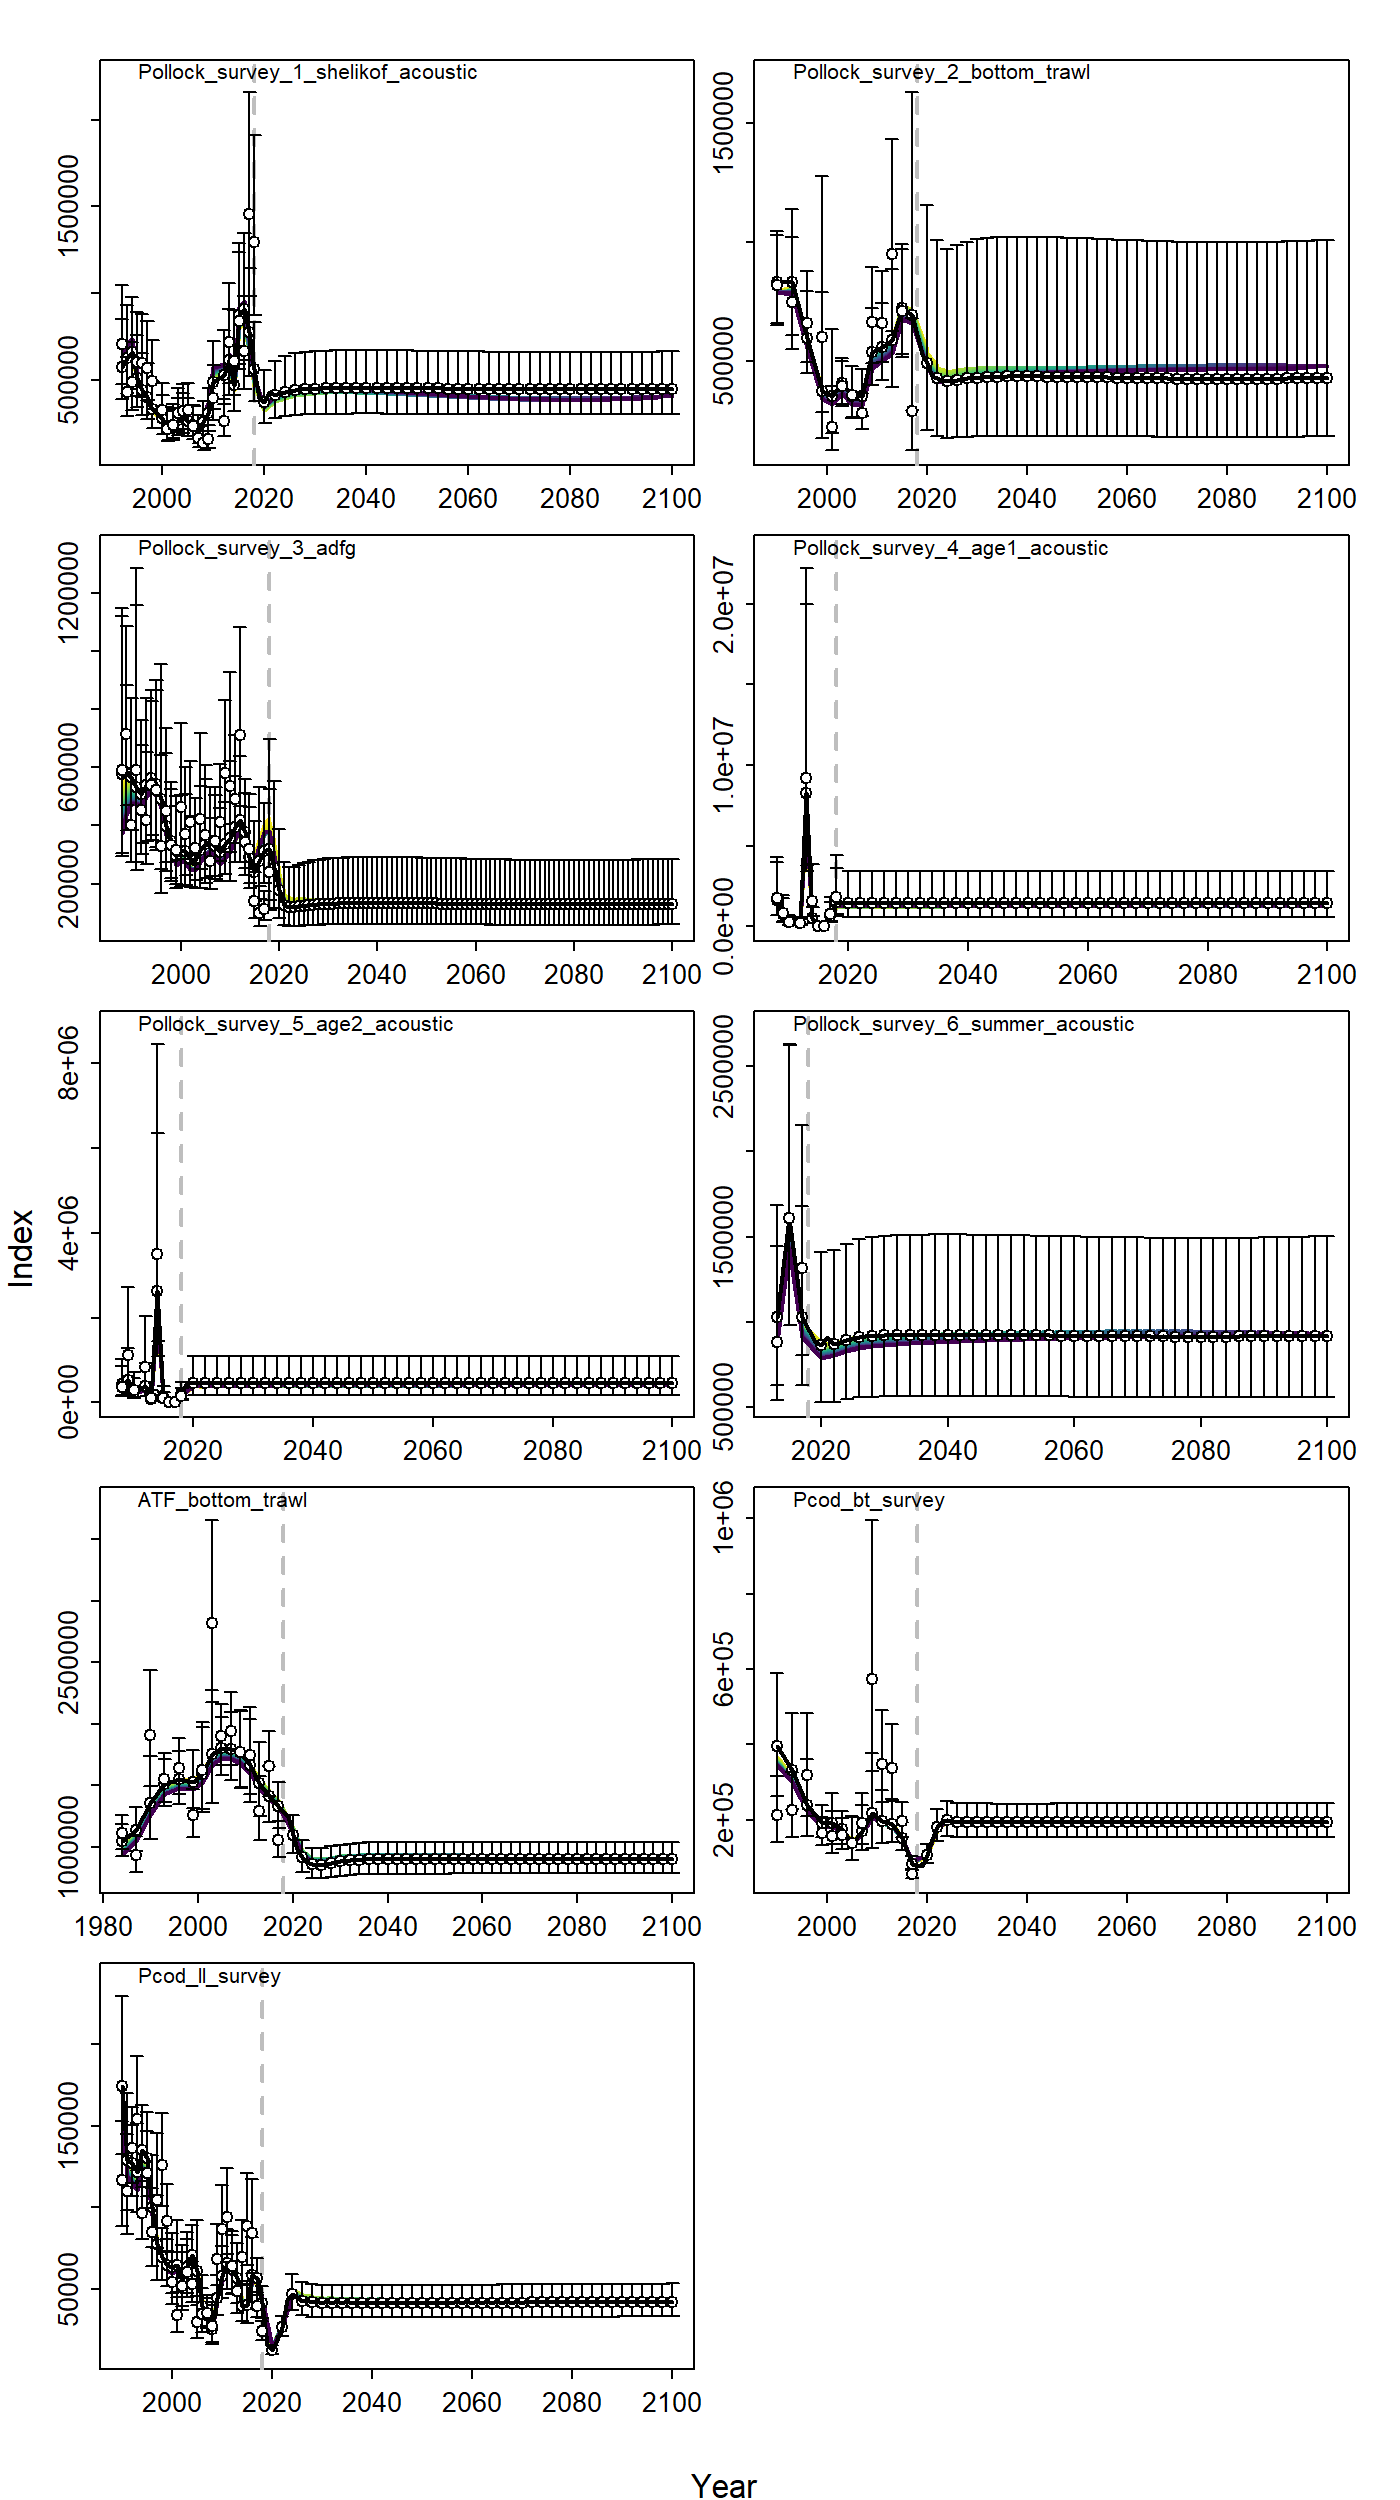 Pollock_survey_1_shelikof_acoustic
500000 1500000
2000 2020 2040 2060 2080 2100
Pollock_survey_2_bottom_trawl
500000 1500000
2000 2020 2040 2060 2080 2100
Pollock_survey_3_adfg
200000 600000 1200000
2000 2020 2040 2060 2080 2100
Pollock_survey_4_age1_acoustic
0.0e+00 1.0e+07 2.0e+07
2020 2040 2060 2080 2100
Pollock_survey_5_age2_acoustic
0e+00 4e+06 8e+06
2020 2040 2060 2080 2100
Pollock_survey_6_summer_acoustic
500000 1500000 2500000
2020 2040 2060 2080 2100
ATF_bottom_trawl
1000000 2500000
1980 2000 2020 2040 2060 2080 2100
Pcod_bt_survey
2e+05 6e+05 1e+06
2000 2020 2040 2060 2080 2100
Pcod_ll_survey
50000 150000
2000 2020 2040 2060 2080 2100
Index
Year